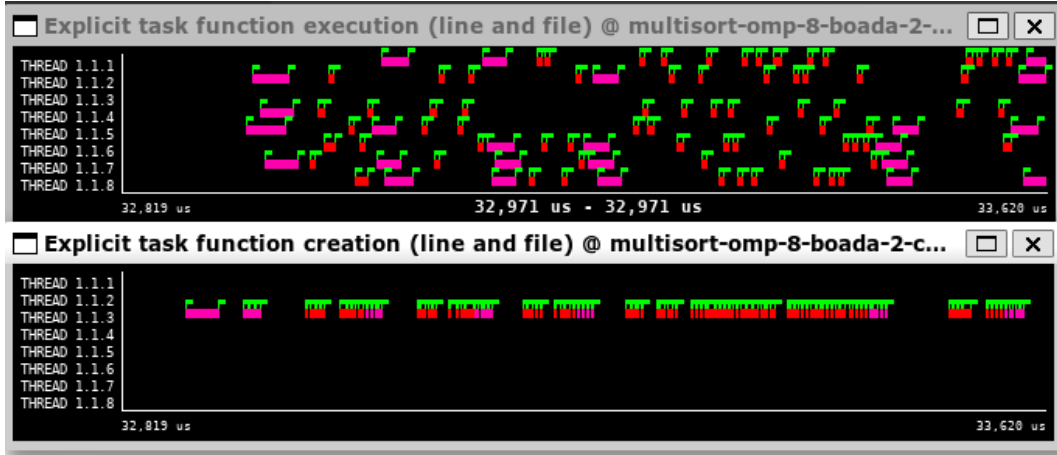 Explicit task function execution (line and file) @ multisort-omp-8-boada-2-...
THREAD 1.1.1
THREAD 1.1.2
THREAD 1.1.3
THREAD 1.1.4
THREAD 1.1.5
THREAD 1.1.6
THREAD 1.1.7
THREAD 1.1.8
32,819 us 32,971 us - 32,971 us 33,620 us
Explicit task function creation (line and file) @ multisort-omp-8-boada-2-c...
THREAD 1.1.1
THREAD 1.1.2
THREAD 1.1.3
THREAD 1.1.4
THREAD 1.1.5
THREAD 1.1.6
THREAD 1.1.7
THREAD 1.1.8
32,819 us 33,620 us